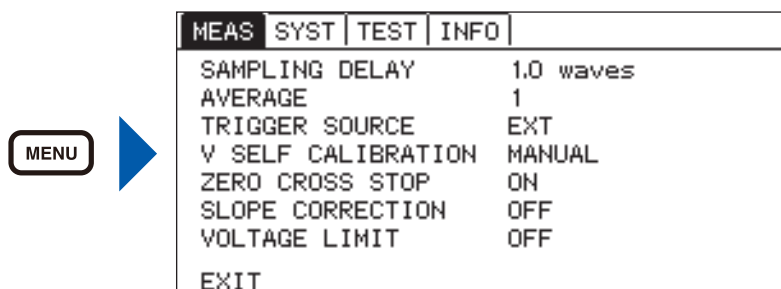 MENU
MEAS SYST TEST INFO
SAMPLING DELAY 1.0 waves
AVERAGE 1
TRIGGER SOURCE EXT
V SELF CALIBRATION MANUAL
ZERO CROSS STOP ON
SLOPE CORRECTION OFF
VOLTAGE LIMIT OFF
EXIT